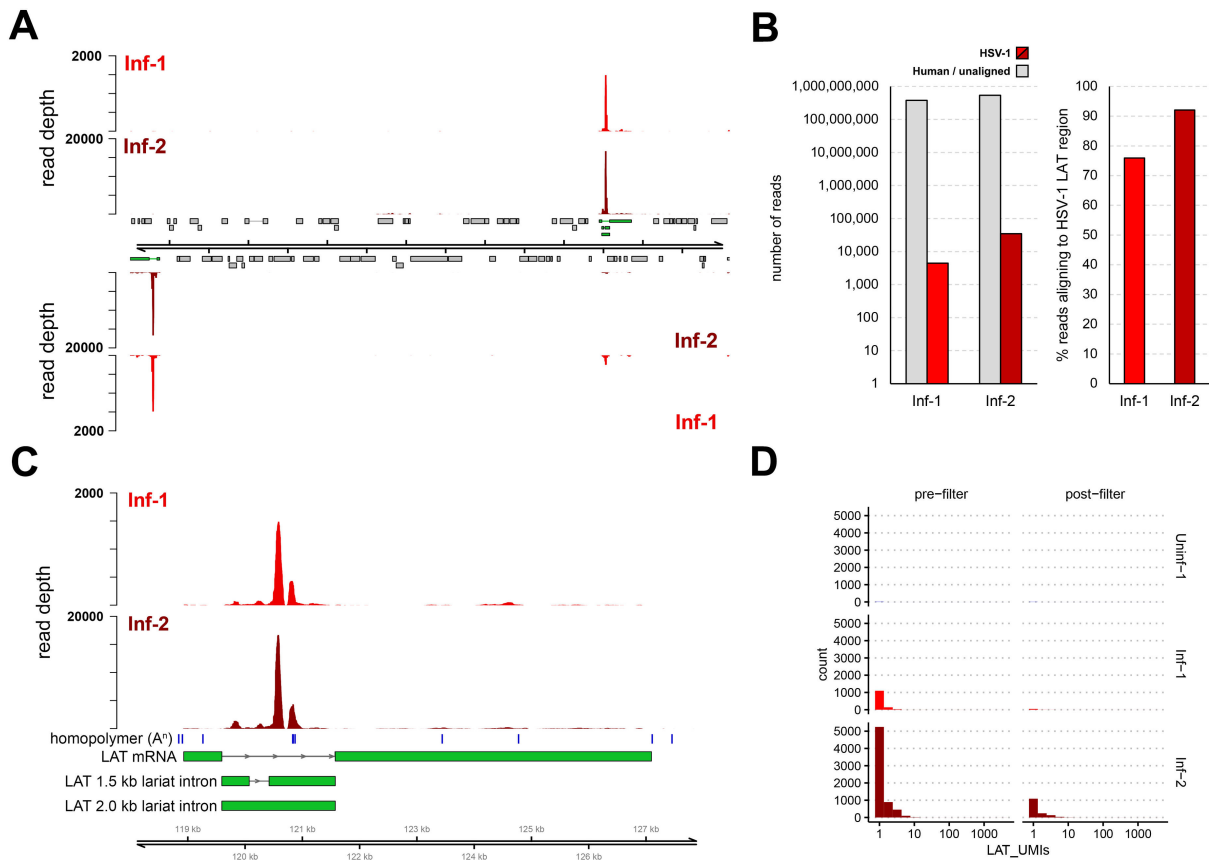 A
2000
Inf-1
read depth
20000
Inf-2
read depth
20000
Inf-2
2000
Inf-1
B
HSV-1
Human / unaligned
number of reads
1,000,000,000
100,000,000
10,000,000
1,000,000
100,000
10,000
1,000
100
10
1
Inf-1 Inf-2
% reads aligning to HSV-1 LAT region
100
90
80
70
60
50
40
30
20
10
0
Inf-1 Inf-2
C
2000
Inf-1
read depth
20000
Inf-2
homopolymer (Aⁿ)
LAT mRNA
LAT 1.5 kb lariat intron
LAT 2.0 kb lariat intron
119 kb 121 kb 123 kb 125 kb 127 kb
120 kb 122 kb 124 kb 126 kb
D
pre−filter post−filter
5000
4000
3000
2000
1000
0
Uninf−1
5000
4000
3000
2000
1000
0
Inf−1
count
5000
4000
3000
2000
1000
0
Inf−2
1 10 100 1000 1 10 100 1000
LAT_UMIs